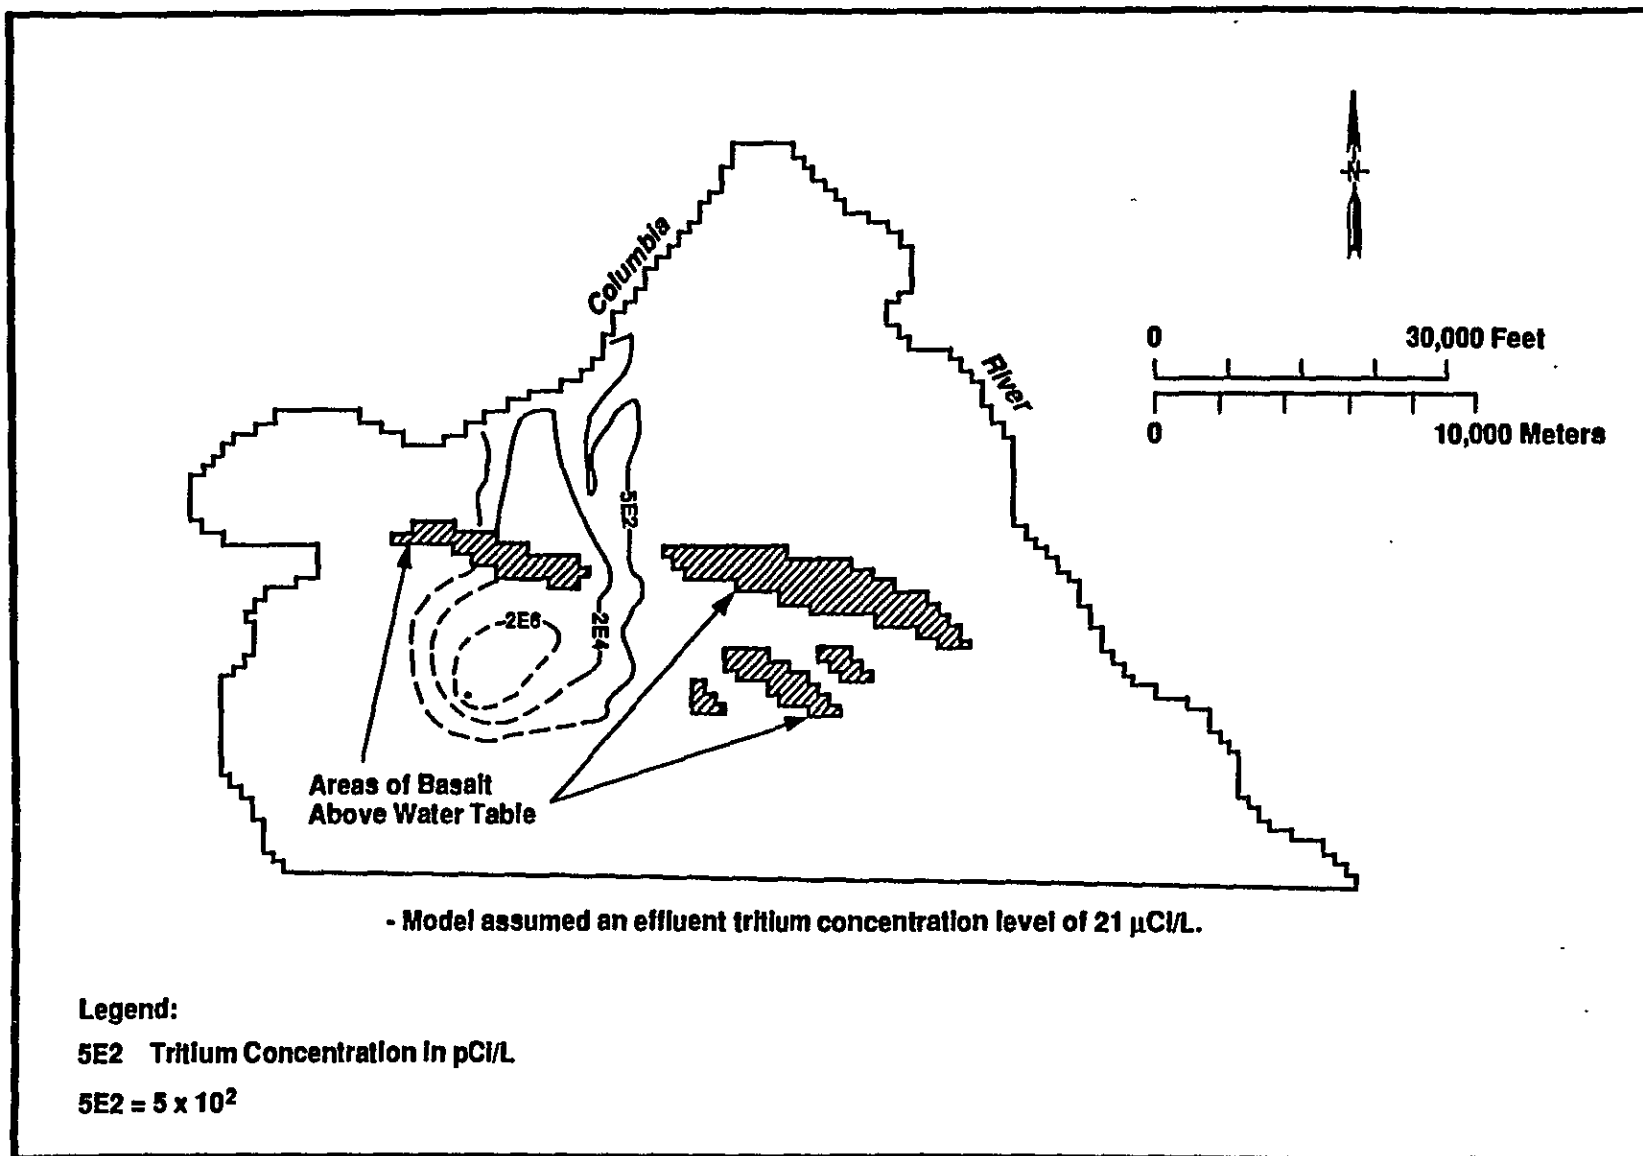 N
Columbia
River
0 30,000 Feet
0 10,000 Meters
5E2
2E6
2E4
Areas of Basalt
Above Water Table
- Model assumed an effluent tritium concentration level of 21 μCi/L.
Legend:
5E2 Tritium Concentration in pCi/L
5E2 = 5 x 10²